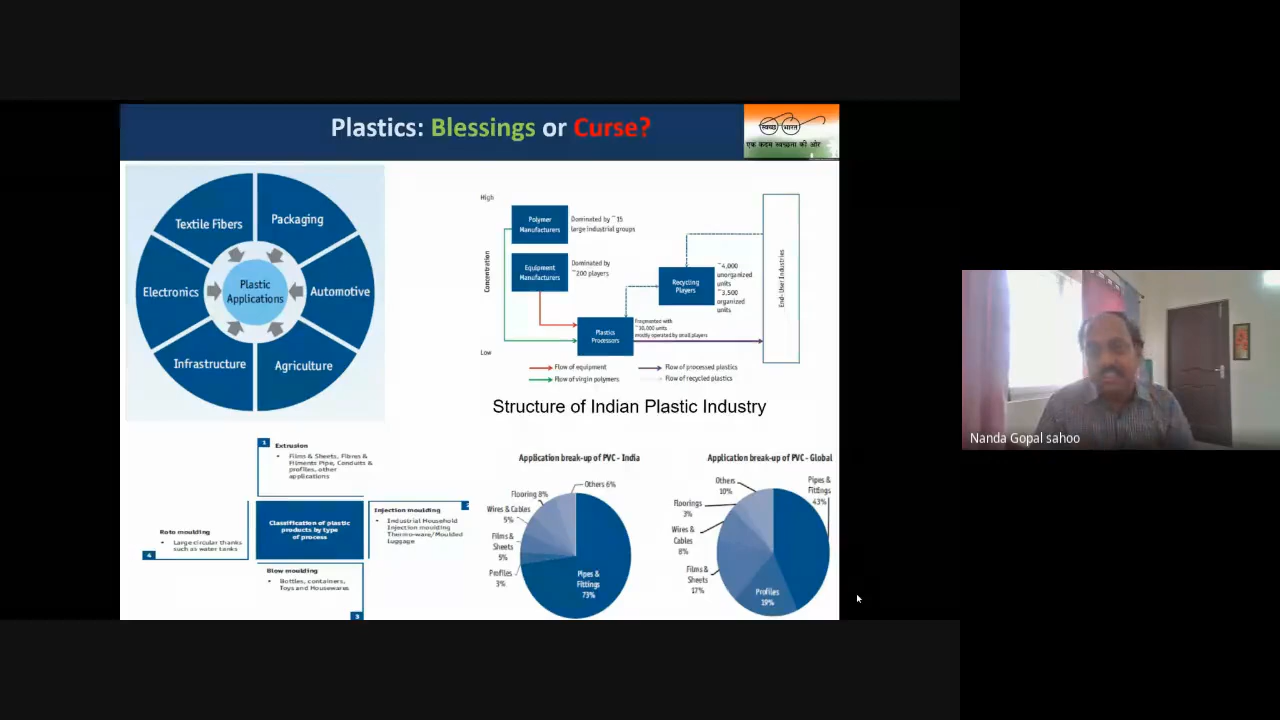 Plastics: Blessings or Curse?
स्वच्छ भारत
एक कदम स्वच्छता की ओर
Textile Fibers
Packaging
Electronics
Plastic
Applications
Automotive
Infrastructure
Agriculture
High
Concentration
Low
Polymer
Manufacturers
Dominated by ~15
large industrial groups
Equipment
Manufacturers
Dominated by
~200 players
Recycling
Players
~4,000
unorganized
units
~3,500
organized
units
Plastics
Processors
Fregmented with
~30,000 units
mostly operated by small players
End-User Industries
Flow of equipment
Flow of processed plastics
Flow of virgin polymers
Flow of recycled plastics
Structure of Indian Plastic Industry
1
Extrusion
• Films & Sheets, Fibres &
Filments Pipe, Conduits &
profiles, other
applications
Roto moulding
• Large circular thanks
such as water tanks
4
Classification of plastic
products by type
of process
Injection moulding
• Industrial Household
Injection moulding
Thermo-ware/Moulded
Luggage
Blow moulding
• Bottles, containers,
Toys and Housewares
3
Application break-up of PVC - India
Others 6%
Flooring 8%
Wires & Cables
5%
Films &
Sheets
5%
Profiles
3%
Pipes &
Fittings
73%
Application break-up of PVC - Global
Others
10%
Pipes &
Fittings
43%
Floorings
3%
Wires &
Cables
8%
Films &
Sheets
17%
Profiles
19%
Nanda Gopal sahoo